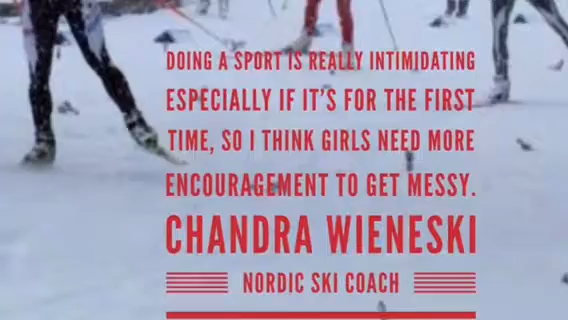 DOING A SPORT IS REALLY INTIMIDATING
ESPECIALLY IF IT'S FOR THE FIRST
TIME, SO I THINK GIRLS NEED MORE
ENCOURAGEMENT TO GET MESSY.
CHANDRA WIENESKI
NORDIC SKI COACH